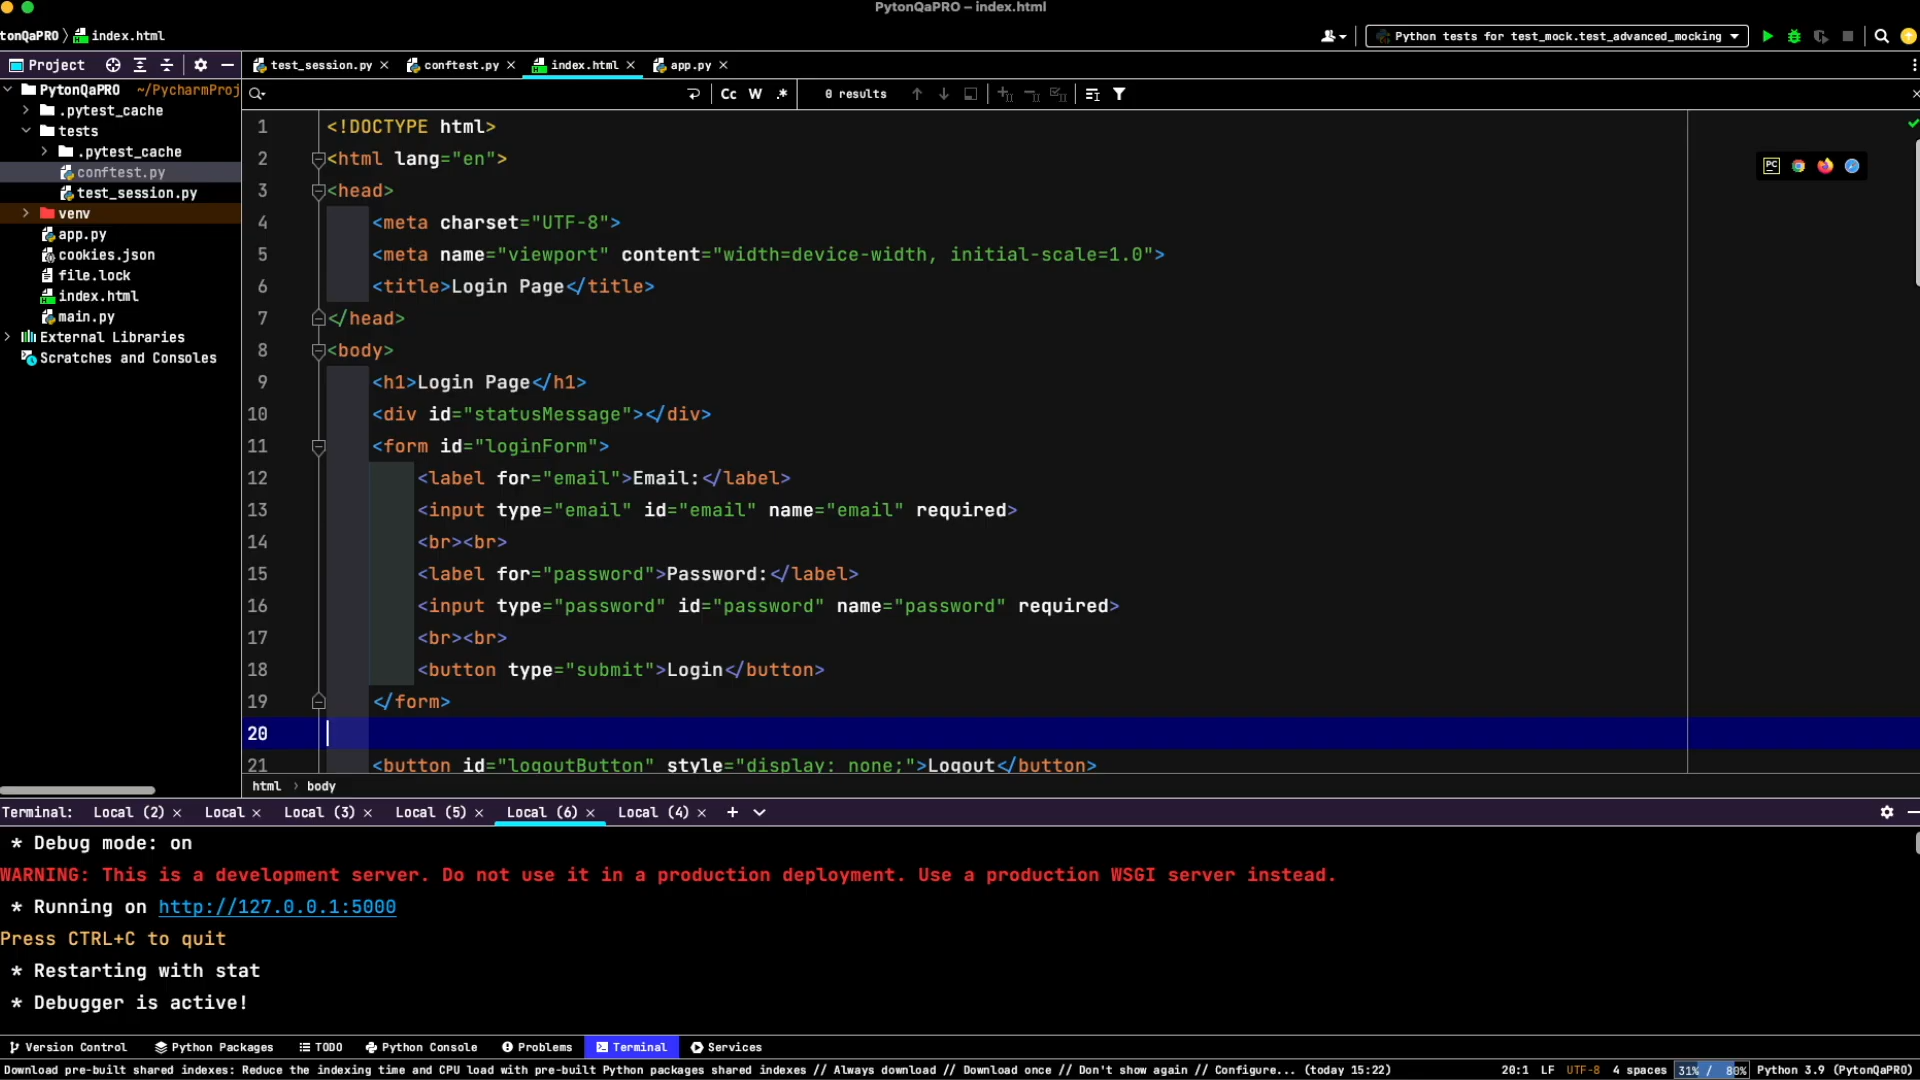 PytonQaPRO – index.html
tonQaPRO index.html
Python tests for test_mock.test_advanced_mocking
Project
test_session.py
conftest.py
index.html
app.py
PytonQaPRO ~/PycharmProj
Cc W .* 0 results
.pytest_cache
tests
.pytest_cache
conftest.py
test_session.py
venv
app.py
cookies.json
file.lock
index.html
main.py
External Libraries
Scratches and Consoles
PC
1 <!DOCTYPE html>
2 <html lang="en">
3 <head>
4 <meta charset="UTF-8">
5 <meta name="viewport" content="width=device-width, initial-scale=1.0">
6 <title>Login Page</title>
7 </head>
8 <body>
9 <h1>Login Page</h1>
10 <div id="statusMessage"></div>
11 <form id="loginForm">
12 <label for="email">Email:</label>
13 <input type="email" id="email" name="email" required>
14 <br><br>
15 <label for="password">Password:</label>
16 <input type="password" id="password" name="password" required>
17 <br><br>
18 <button type="submit">Login</button>
19 </form>
20
21 <button id="logoutButton" style="display: none;">Logout</button>
html body
Terminal: Local (2) Local Local (3) Local (5) Local (6) Local (4)
* Debug mode: on
WARNING: This is a development server. Do not use it in a production deployment. Use a production WSGI server instead.
* Running on http://127.0.0.1:5000
Press CTRL+C to quit
* Restarting with stat
* Debugger is active!
Version Control Python Packages TODO Python Console Problems Terminal Services
Download pre-built shared indexes: Reduce the indexing time and CPU load with pre-built Python packages shared indexes // Always download // Download once // Don't show again // Configure... (today 15:22) 20:1 LF UTF-8 4 spaces 31% / 80% Python 3.9 (PytonQaPRO)